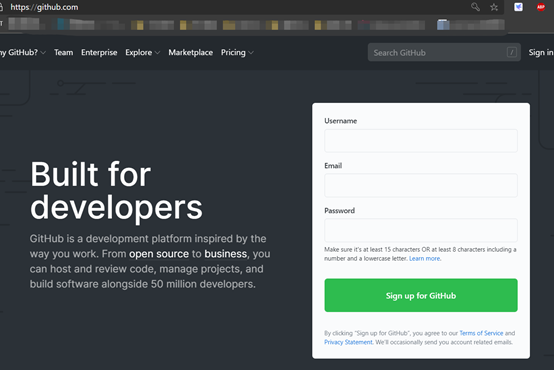 https://github.com
GitHub?
Team
Enterprise
Explore
Marketplace
Pricing
Search GitHub
/
Sign in
Built for
developers
GitHub is a development platform inspired by the
way you work. From open source to business, you
can host and review code, manage projects, and
build software alongside 50 million developers.
Username
Email
Password
Make sure it's at least 15 characters OR at least 8 characters including a
number and a lowercase letter. Learn more.
Sign up for GitHub
By clicking "Sign up for GitHub", you agree to our Terms of Service and
Privacy Statement. We'll occasionally send you account related emails.